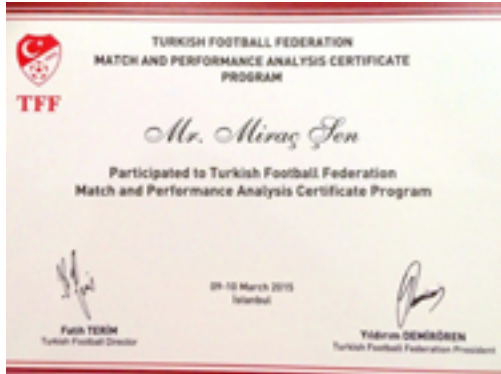 TURKISH FOOTBALL FEDERATION
MATCH AND PERFORMANCE ANALYSIS CERTIFICATE
PROGRAM
TFF
Mr. Miraç Şen
Participated to Turkish Football Federation
Match and Performance Analysis Certificate Program
09-10 March 2015
İstanbul
Fatih TERİM
Turkish Football Director
Yıldırım DEMİRÖREN
Turkish Football Federation President